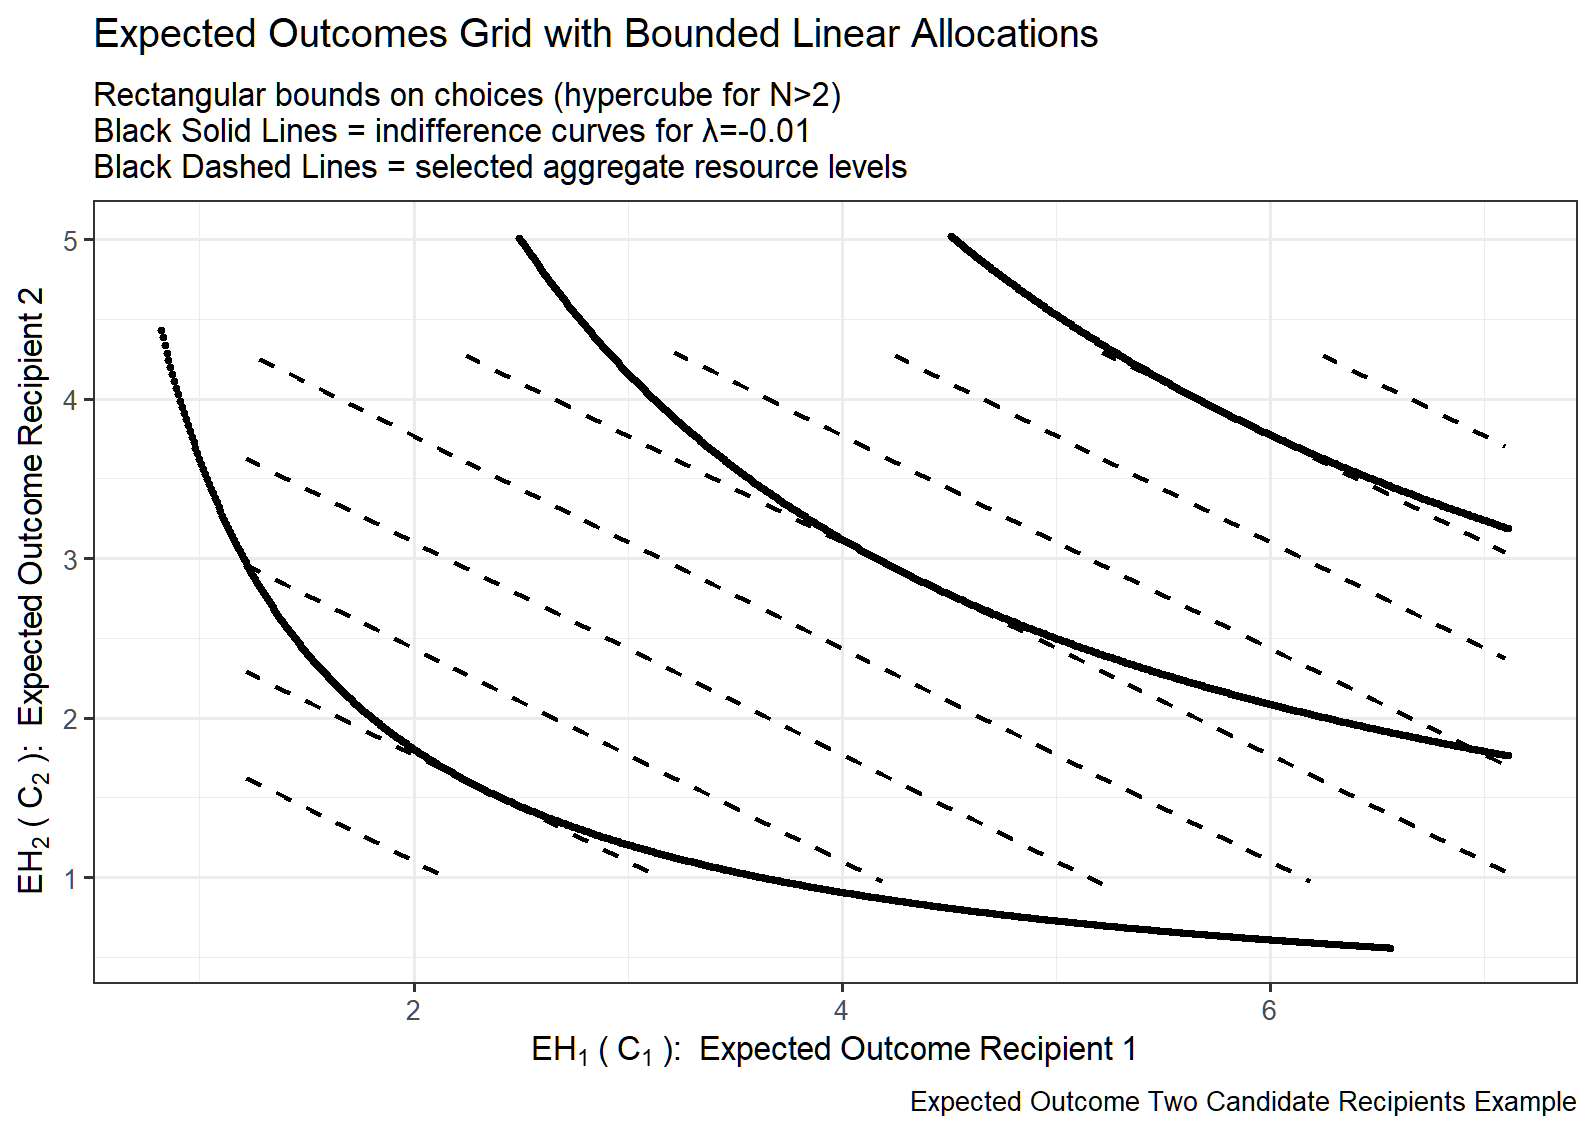 Expected Outcomes Grid with Bounded Linear Allocations
Rectangular bounds on choices (hypercube for N>2)
Black Solid Lines = indifference curves for λ=-0.01
Black Dashed Lines = selected aggregate resource levels
EH₂ ( C₂ ):  Expected Outcome Recipient 2
5
4
3
2
1
2 4 6
EH₁ ( C₁ ):  Expected Outcome Recipient 1
Expected Outcome Two Candidate Recipients Example